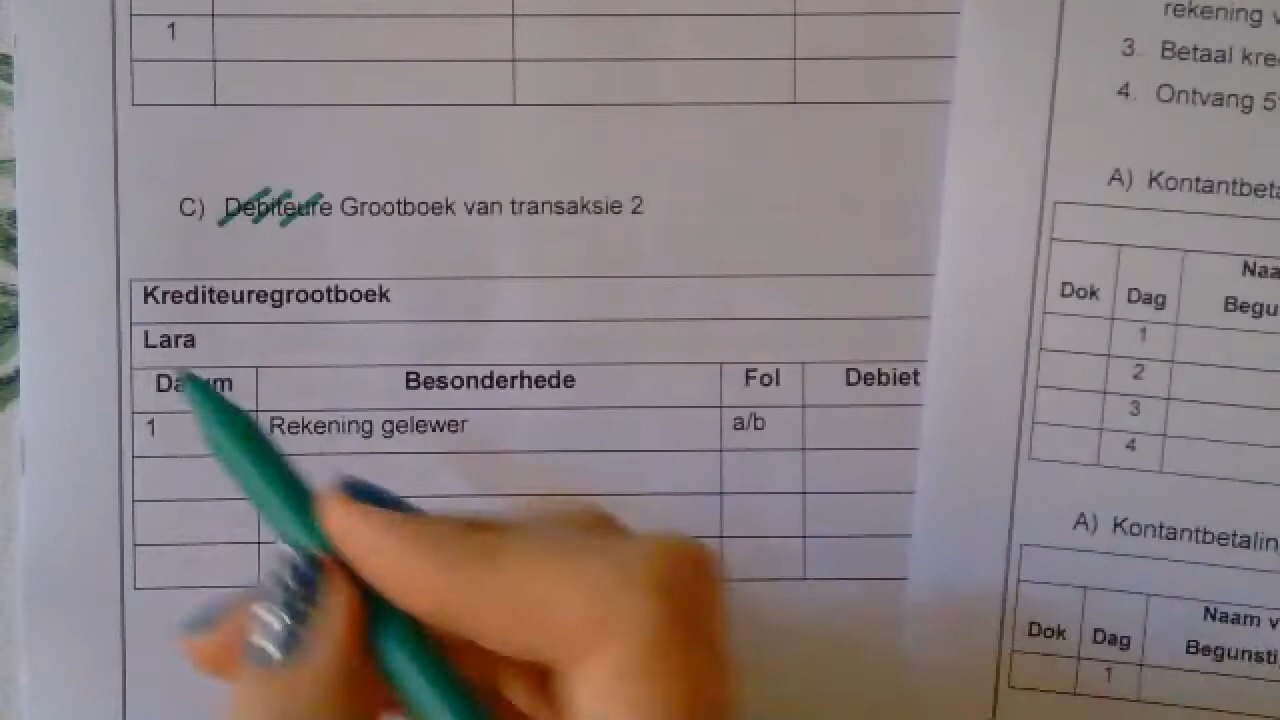 1
C) Debiteure Grootboek van transaksie 2
Krediteuregrootboek
Lara
Datum Besonderhede Fol Debiet
1 Rekening gelewer a/b
rekening
3. Betaal kre
4. Ontvang 5
A) Kontantbeta
Dok Dag Naa
Begu
1
2
3
4
A) Kontantbetalin
Dok Dag Naam v
Begunsti
1